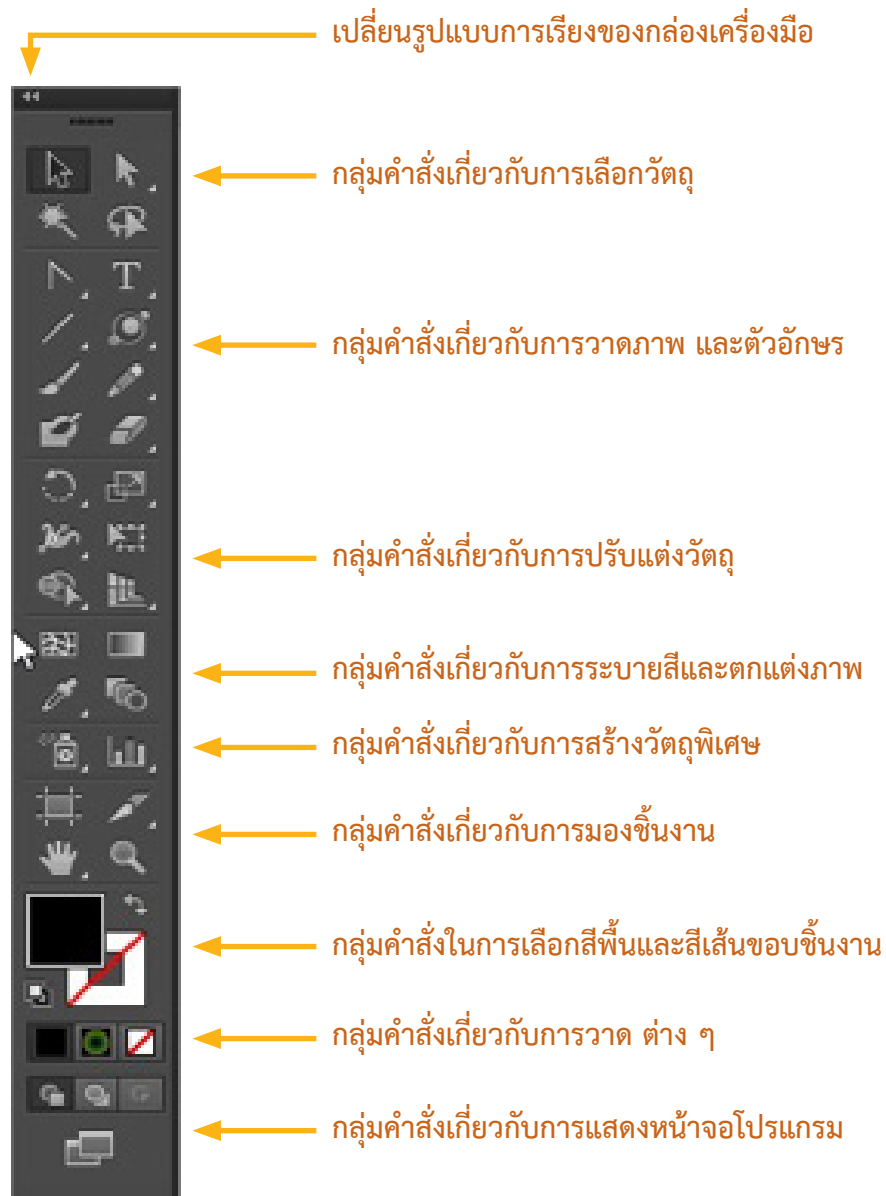 เปลี่ยนรูปแบบการเรียงของกล่องเครื่องมือ
กลุ่มคำสั่งเกี่ยวกับการเลือกวัตถุ
กลุ่มคำสั่งเกี่ยวกับการวาดภาพ และตัวอักษร
กลุ่มคำสั่งเกี่ยวกับการปรับแต่งวัตถุ
กลุ่มคำสั่งเกี่ยวกับการระบายสีและตกแต่งภาพ
กลุ่มคำสั่งเกี่ยวกับการสร้างวัตถุพิเศษ
กลุ่มคำสั่งเกี่ยวกับการมองชิ้นงาน
กลุ่มคำสั่งในการเลือกสีพื้นและสีเส้นขอบชิ้นงาน
กลุ่มคำสั่งเกี่ยวกับการวาด ต่าง ๆ
กลุ่มคำสั่งเกี่ยวกับการแสดงหน้าจอโปรแกรม